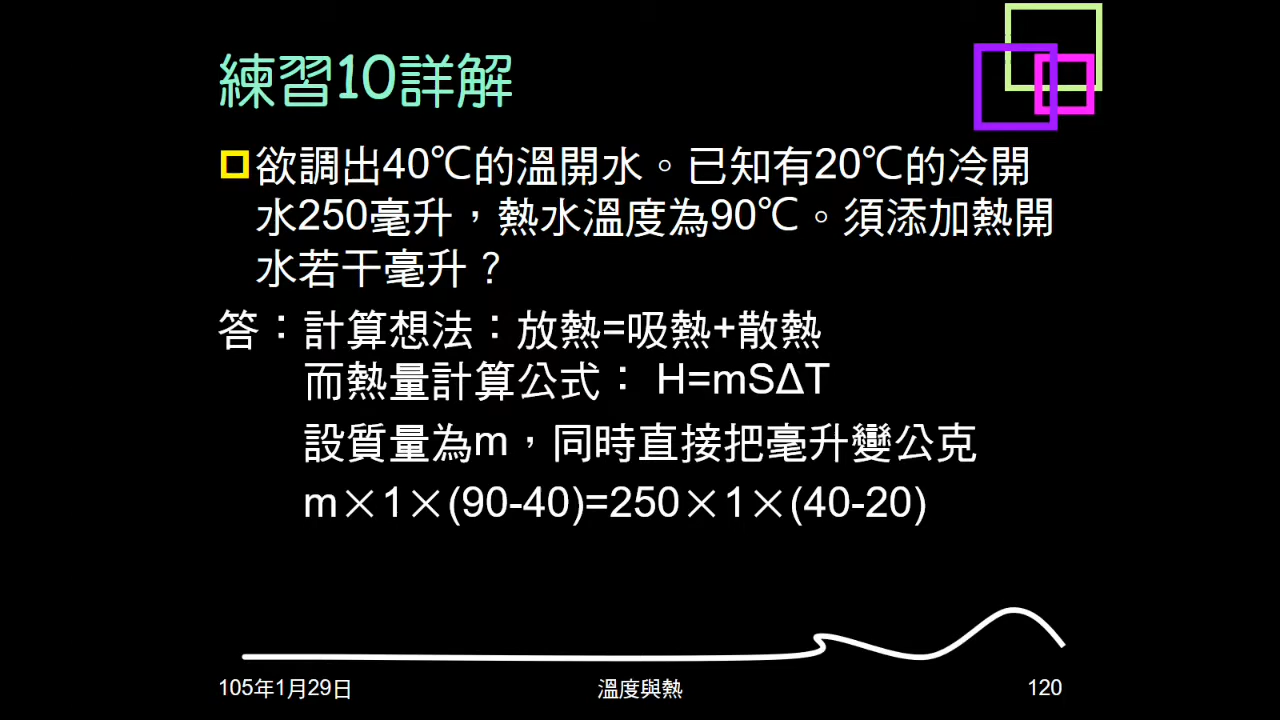 練習10詳解
欲調出40℃的溫開水。已知有20℃的冷開
水250毫升，熱水溫度為90℃。須添加熱開
水若干毫升？
答：計算想法：放熱=吸熱+散熱
而熱量計算公式： H=mSΔT
設質量為m，同時直接把毫升變公克
m×1×(90-40)=250×1×(40-20)
105年1月29日
溫度與熱
120